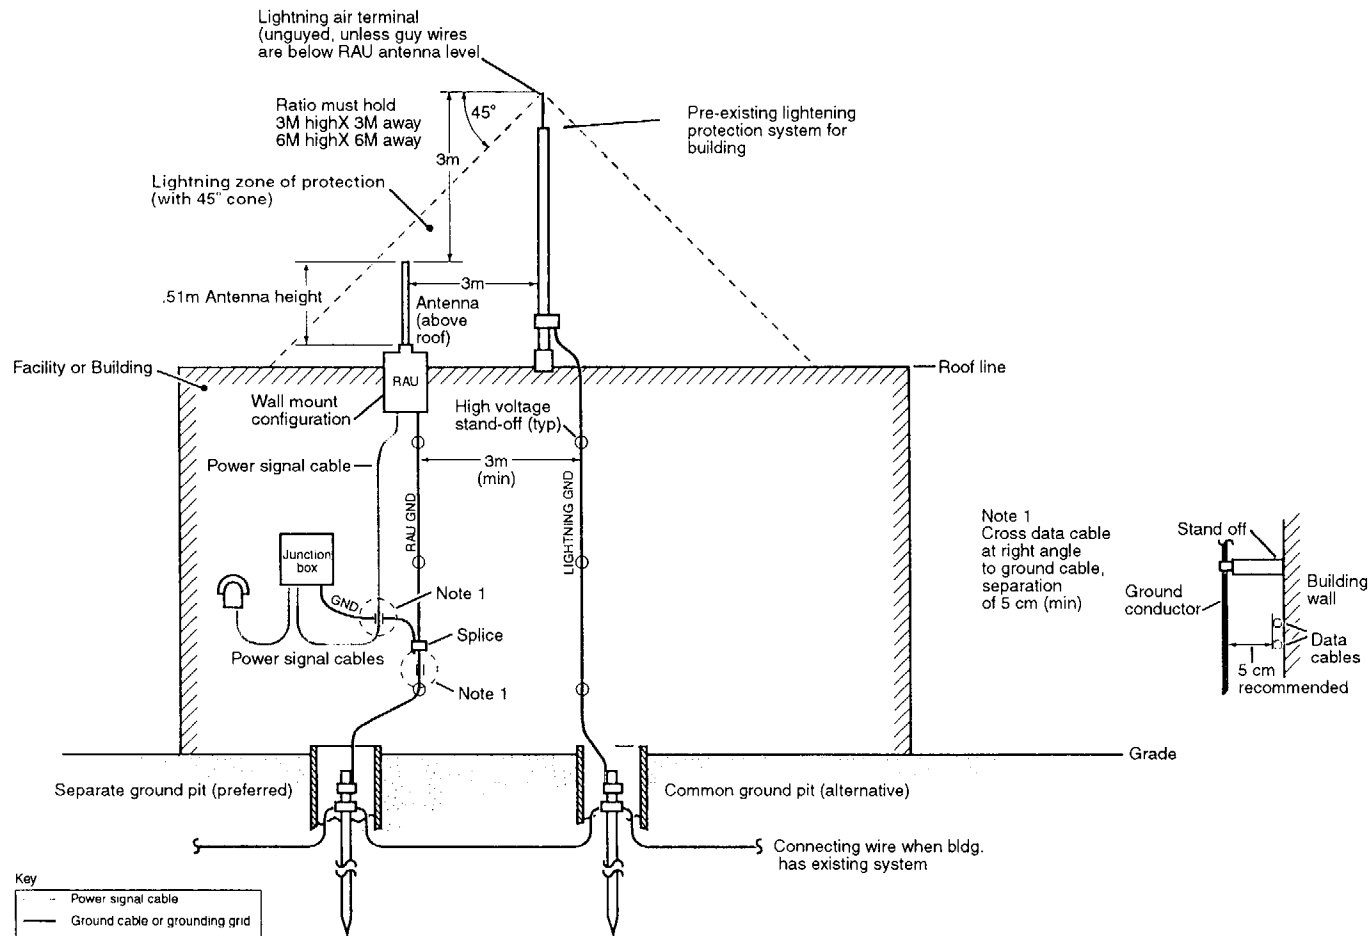 Lightning air terminal
(unguyed, unless guy wires
are below RAU antenna level
Ratio must hold
3M highX 3M away
6M highX 6M away
45°
3m
Pre-existing lightening
protection system for
building
Lightning zone of protection
(with 45° cone)
.51m Antenna height
3m
Antenna
(above
roof)
Facility or Building
Roof line
RAU
Wall mount
configuration
High voltage
stand-off (typ)
Power signal cable
3m
(min)
RAU GND
LIGHTNING GND
Junction
box
GND
Note 1
Splice
Power signal cables
Note 1
Note 1
Cross data cable
at right angle
to ground cable,
separation
of 5 cm (min)
Stand off
Ground
conductor
Building
wall
Data
cables
5 cm
recommended
Grade
Separate ground pit (preferred)
Common ground pit (alternative)
Connecting wire when bldg.
has existing system
Key
Power signal cable
Ground cable or grounding grid